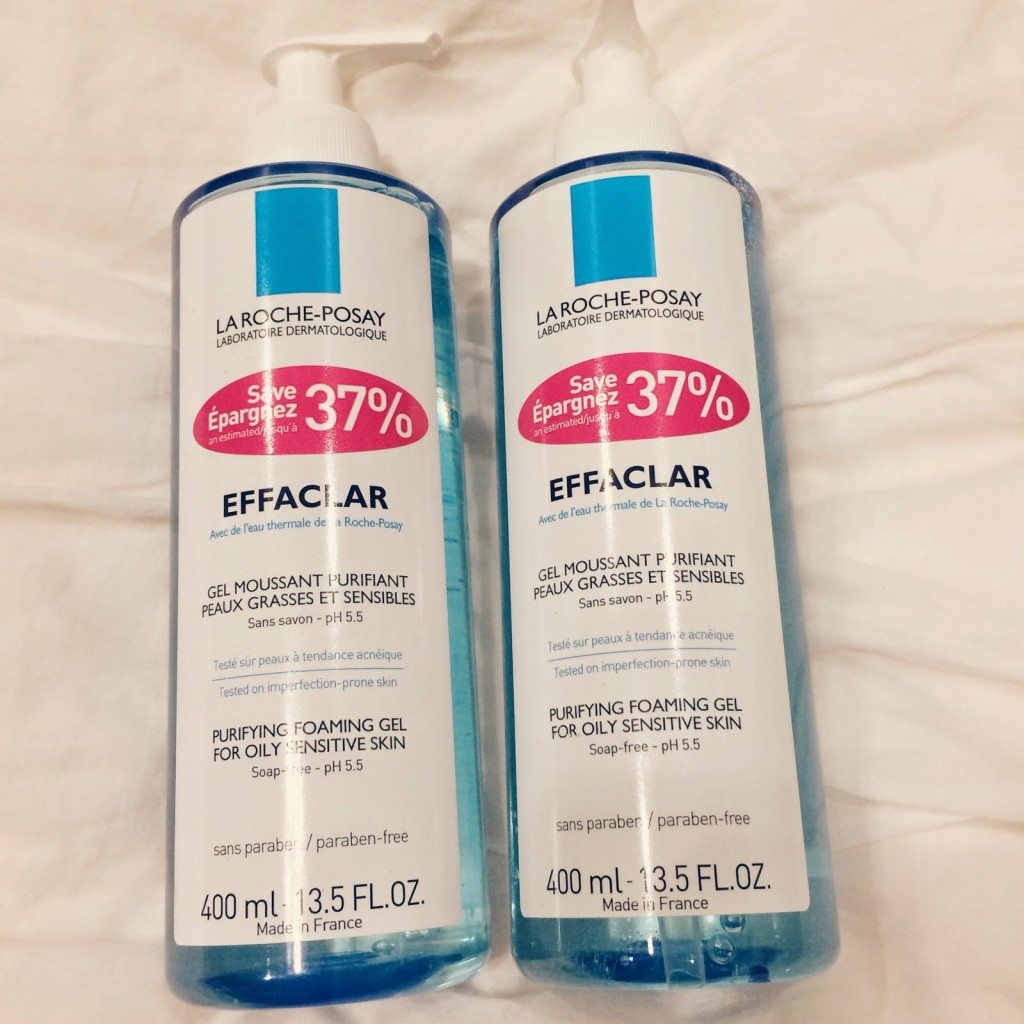 LA ROCHE-POSAY
LABORATOIRE DERMATOLOGIQUE
Save
Épargnez
an estimated/jusqu'à
37%
EFFACLAR
Avec de l'eau thermale de La Roche-Posay
GEL MOUSSANT PURIFIANT
PEAUX GRASSES ET SENSIBLES
Sans savon - pH 5.5
Testé sur peaux à tendance acnéique
Tested on imperfection-prone skin
PURIFYING FOAMING GEL
FOR OILY SENSITIVE SKIN
Soap-free - pH 5.5
sans paraben / paraben-free
400 ml - 13.5 FL.OZ.
Made in France
LA ROCHE-POSAY
LABORATOIRE DERMATOLOGIQUE
Save
Épargnez
an estimated/jusqu'à
37%
EFFACLAR
Avec de l'eau thermale de La Roche-Posay
GEL MOUSSANT PURIFIANT
PEAUX GRASSES ET SENSIBLES
Sans savon - pH 5.5
Testé sur peaux à tendance acnéique
Tested on imperfection-prone skin
PURIFYING FOAMING GEL
FOR OILY SENSITIVE SKIN
Soap-free - pH 5.5
sans paraben / paraben-free
400 ml - 13.5 FL.OZ.
Made in France